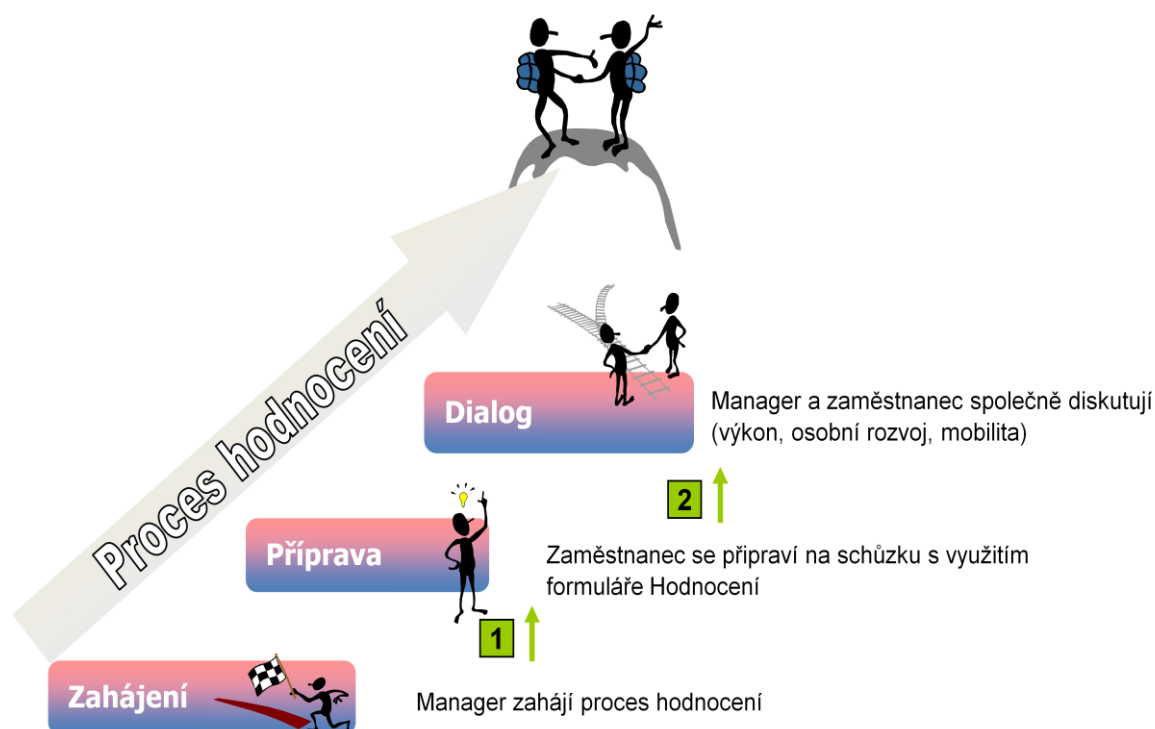 Proces hodnocení
Dialog
Manager a zaměstnanec společně diskutují
(výkon, osobní rozvoj, mobilita)
2
Příprava
Zaměstnanec se připraví na schůzku s využitím
formuláře Hodnocení
1
Zahájení
Manager zahájí proces hodnocení